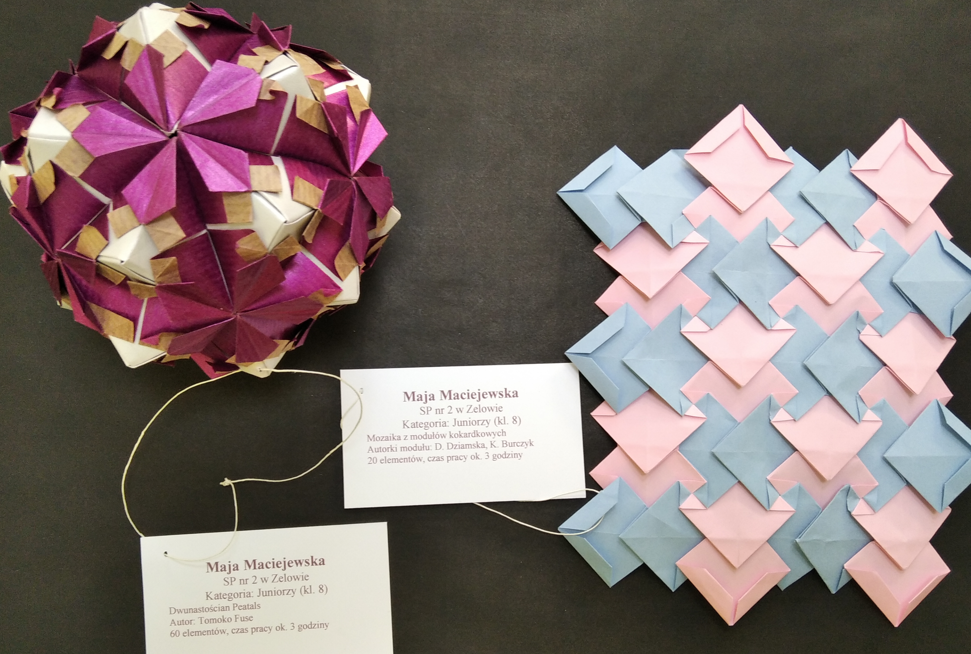 Maja Maciejewska
SP nr 2 w Zelowie
Kategoria: Juniorzy (kl. 8)
Mozaika z modułów kokardkowych
Autorki modułu: D. Dziamska, K. Burczyk
20 elementów, czas pracy ok. 3 godziny
Maja Maciejewska
SP nr 2 w Zelowie
Kategoria: Juniorzy (kl. 8)
Dwunastościan Peatals
Autor: Tomoko Fuse
60 elementów, czas pracy ok. 3 godziny